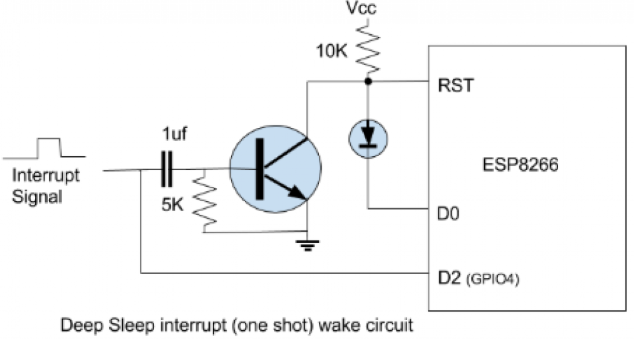 Vcc
10K
RST
1uf
ESP8266
Interrupt
Signal
5K
D0
D2 (GPIO4)
Deep Sleep interrupt (one shot) wake circuit